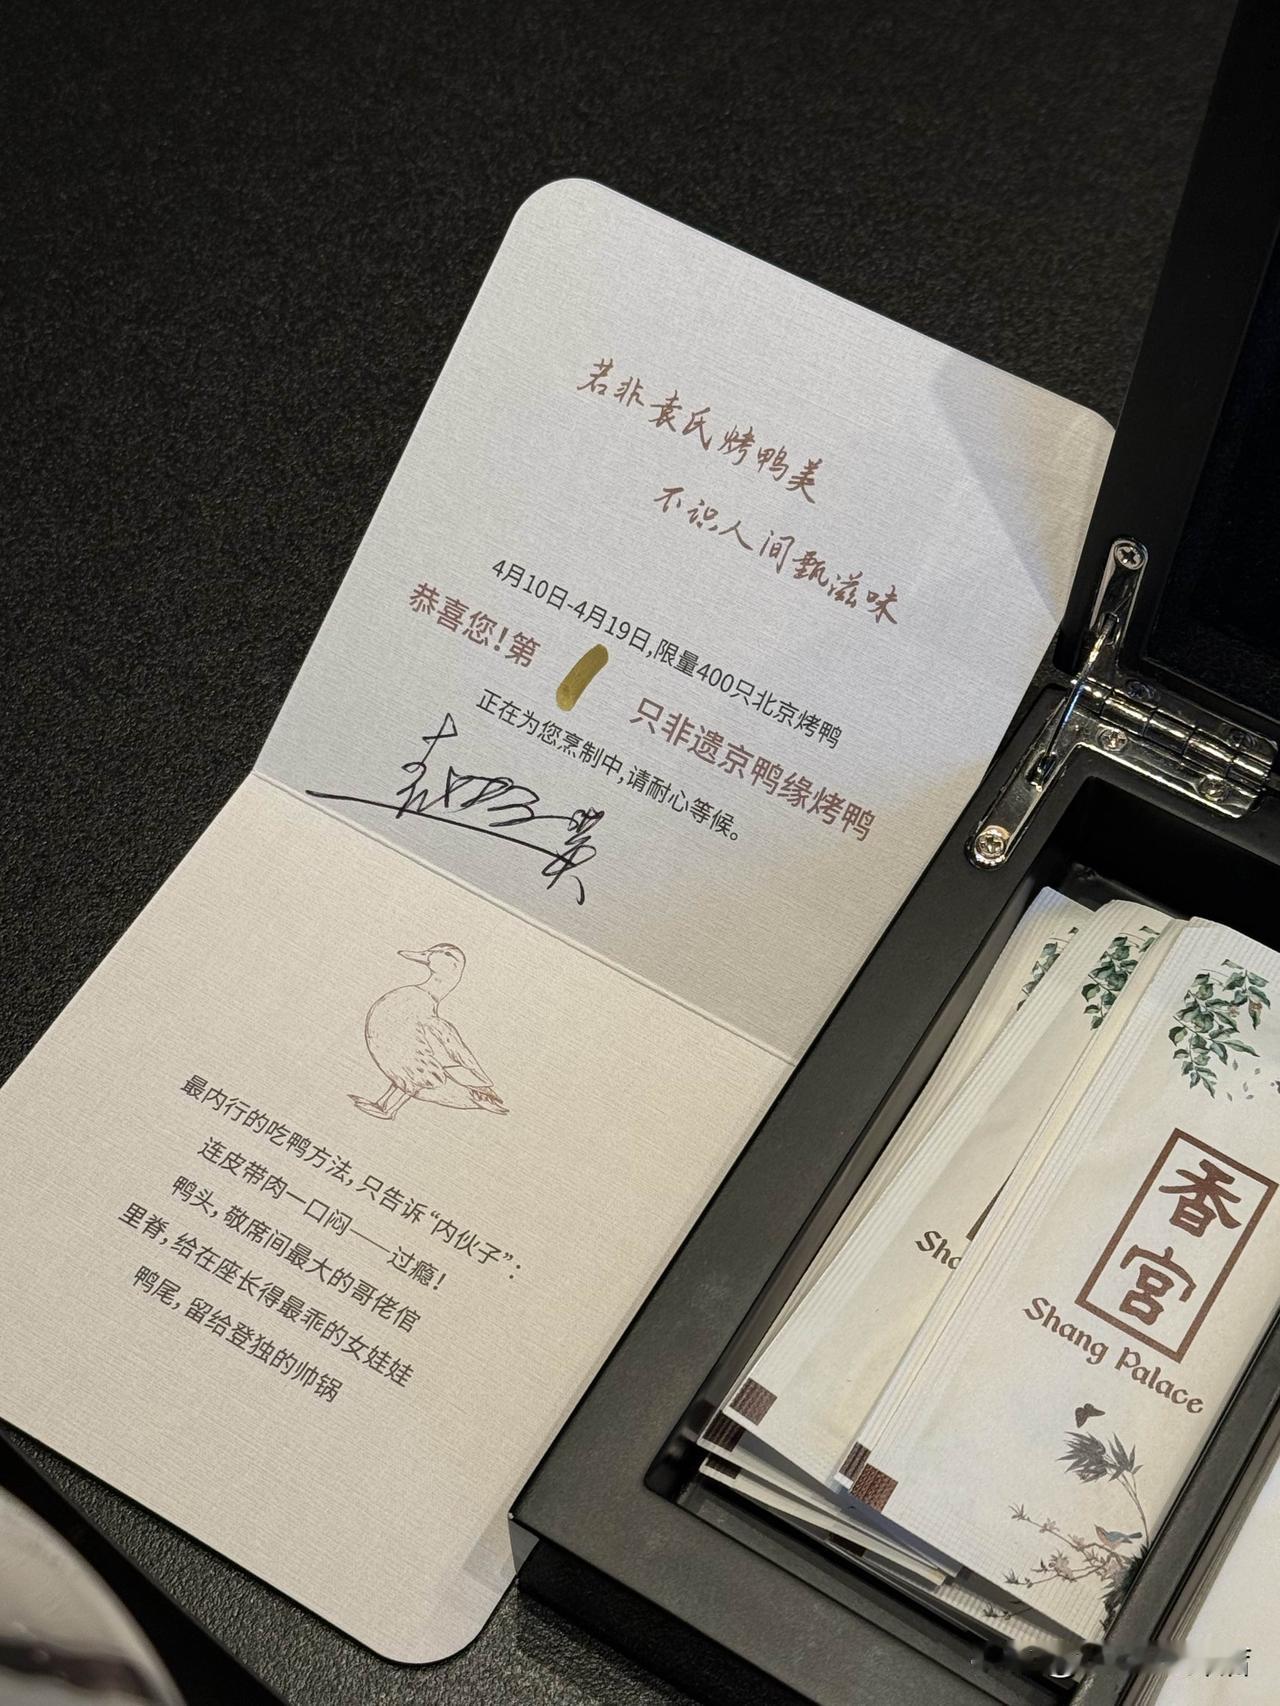 若非袁氏烤鸭美
不识人间甄滋味
4月10日-4月19日,限量400只北京烤鸭
恭喜您!第 1 只非遗京鸭缘烤鸭
正在为您烹制中,请耐心等候。
最内行的吃鸭方法,只告诉“内伙子”:
连皮带肉一口闷——过瘾!
鸭头,敬席间最大的哥佬倌
里脊,给在座长得最乖的女娃娃
鸭尾,留给登独的帅锅
Sha
香宫
Shang Palace